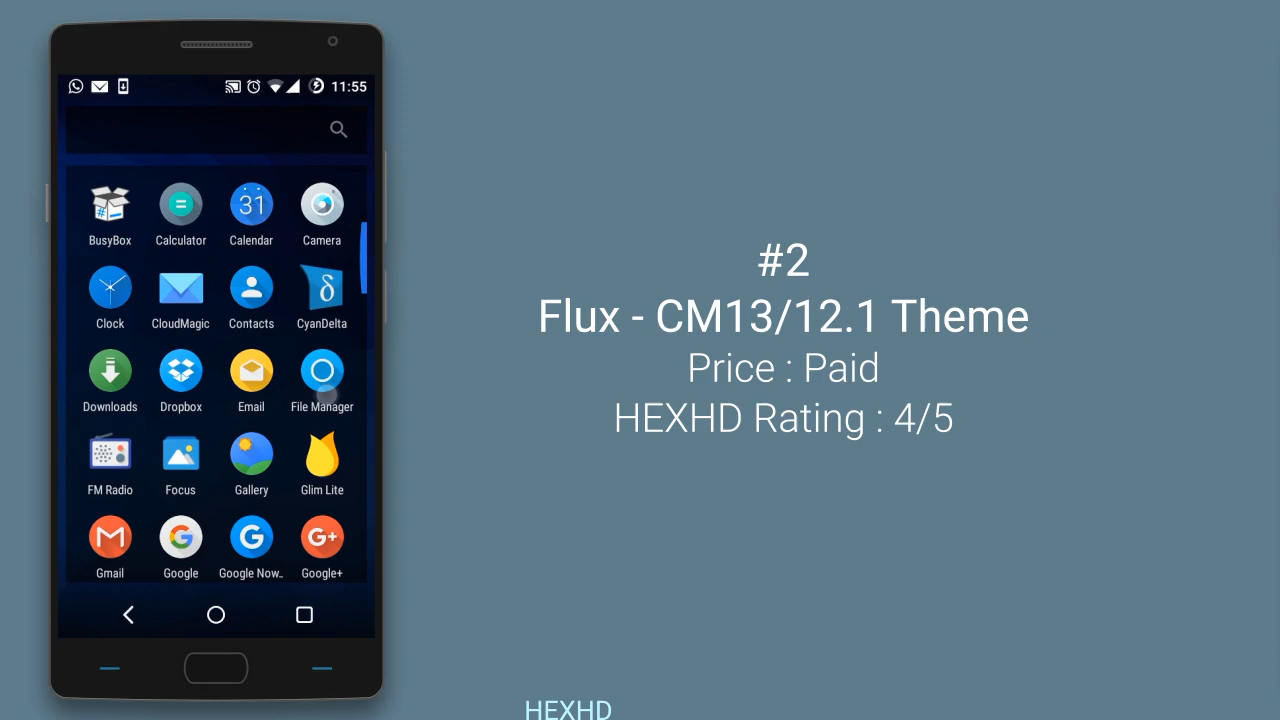 11:55
#
31
BusyBox Calculator Calendar Camera
δ
Clock CloudMagic Contacts CyanDelta
Downloads Dropbox Email File Manager
FM Radio Focus Gallery Glim Lite
M G G G+
Gmail Google Google Now.. Google+
#2
Flux - CM13/12.1 Theme
Price : Paid
HEXHD Rating : 4/5
HEXHD